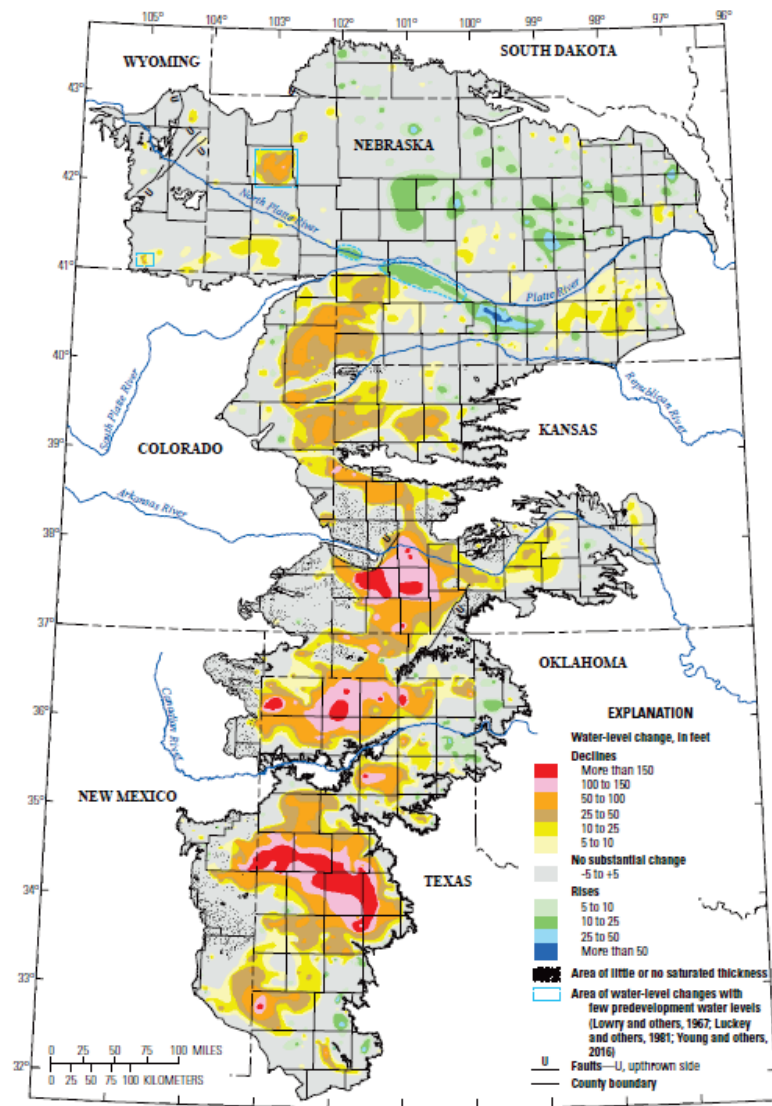 105°
104°
103°
102°
101°
100°
99°
98°
97°
96°
WYOMING
SOUTH DAKOTA
43°
U
NEBRASKA
42°
North Platte River
41°
Platte River
40°
South Platte River
Republican River
39°
COLORADO
KANSAS
Arkansas River
38°
U
U
37°
OKLAHOMA
Canadian River
36°
35°
NEW MEXICO
TEXAS
34°
33°
32°
EXPLANATION
Water-level change, in feet
Declines
More than 150
100 to 150
50 to 100
25 to 50
10 to 25
5 to 10
No substantial change
-5 to +5
Rises
5 to 10
10 to 25
25 to 50
More than 50
Area of little or no saturated thickness
Area of water-level changes with
few predevelopment water levels
(Lowry and others, 1967; Luckey
and others, 1981; Young and others,
2016)
U
Faults—U, upthrown side
County boundary
0 25 50 75 100 MILES
0 25 50 75 100 KILOMETERS